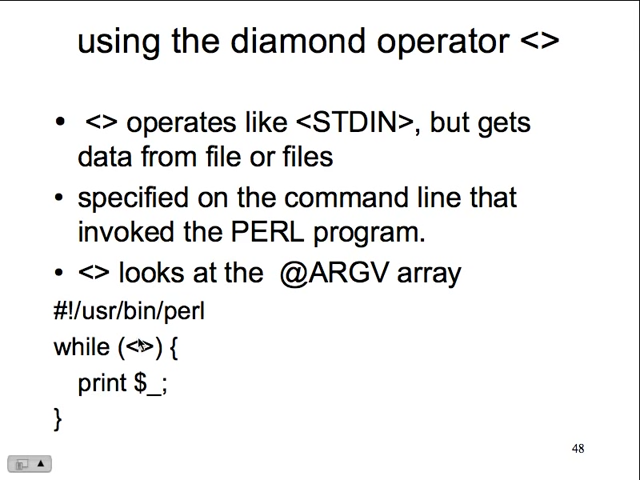 using the diamond operator <>
• <> operates like <STDIN>, but gets
data from file or files
• specified on the command line that
invoked the PERL program.
• <> looks at the @ARGV array
#!/usr/bin/perl
while (<>) {
print $_;
}
48